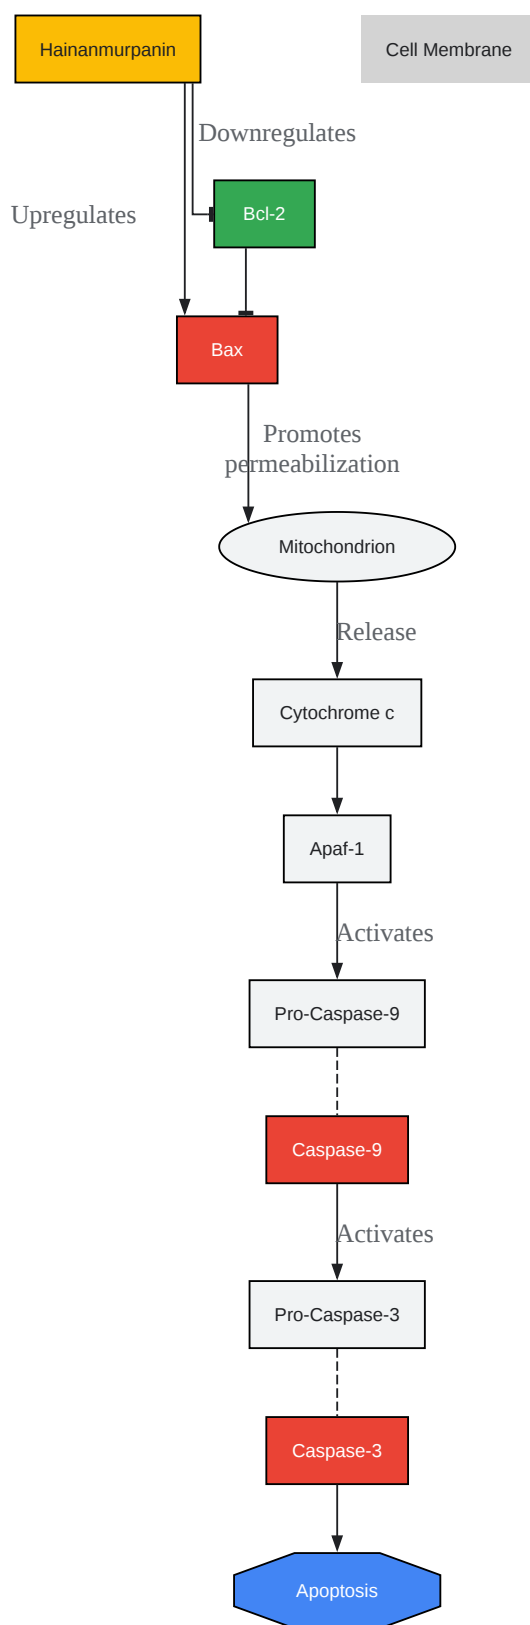 Hainanmurpanin
Cell Membrane
Downregulates
Upregulates
Bcl-2
Bax
Promotes
permeabilization
Mitochondrion
Release
Cytochrome c
Apaf-1
Activates
Pro-Caspase-9
Caspase-9
Activates
Pro-Caspase-3
Caspase-3
Apoptosis